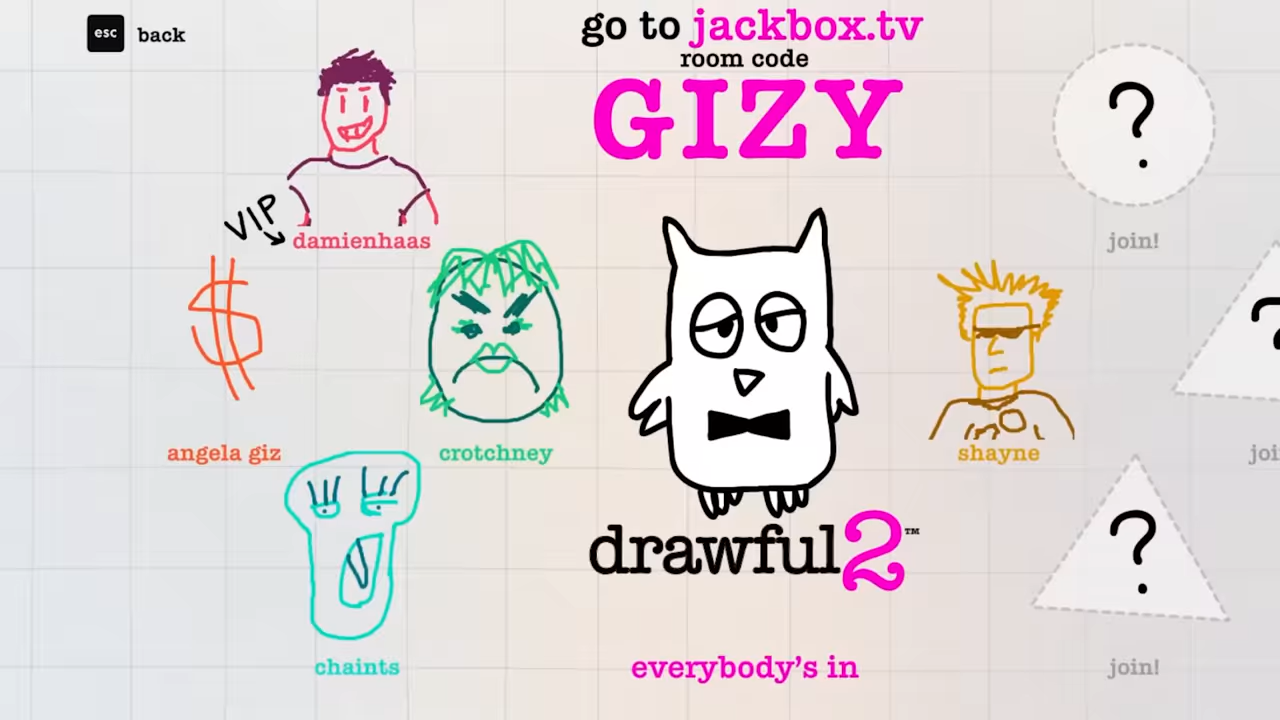 esc back
go to jackbox.tv
room code
GIZY
VIP
damienhaas
join!
angela giz
crotchney
shayne
chaints
drawful2™
everybody's in
join!